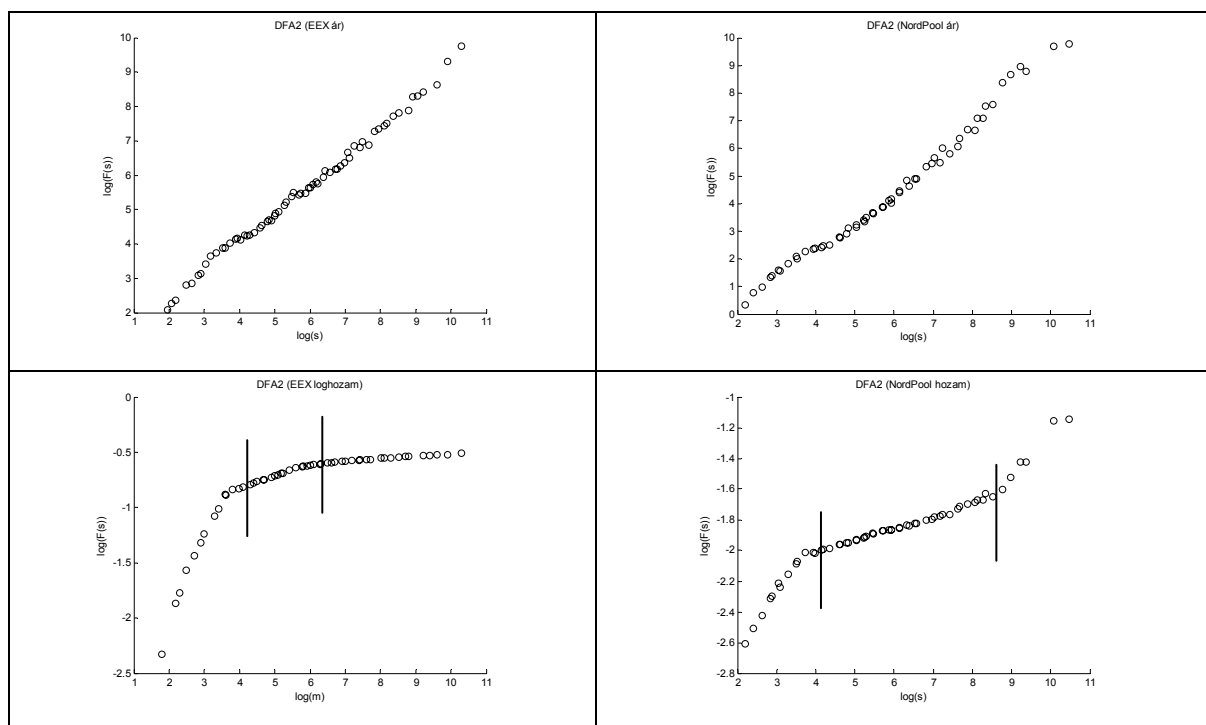 DFA2 (EEX ár)
10
9
8
7
6
5
4
3
2
log(F(s))
1 2 3 4 5 6 7 8 9 10 11
log(s)
DFA2 (NordPool ár)
10
9
8
7
6
5
4
3
2
1
0
log(F(s))
2 3 4 5 6 7 8 9 10 11
log(s)
DFA2 (EEX loghozam)
0
-0.5
-1
-1.5
-2
-2.5
log(F(s))
1 2 3 4 5 6 7 8 9 10 11
log(m)
DFA2 (NordPool hozam)
-1
-1.2
-1.4
-1.6
-1.8
-2
-2.2
-2.4
-2.6
-2.8
log(F(s))
2 3 4 5 6 7 8 9 10 11
log(s)